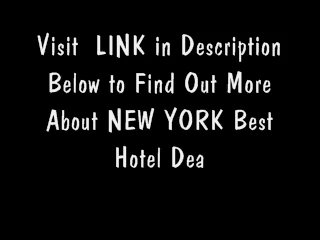 Visit LINK in Description
Below to Find Out More
About NEW YORK Best
Hotel Dea